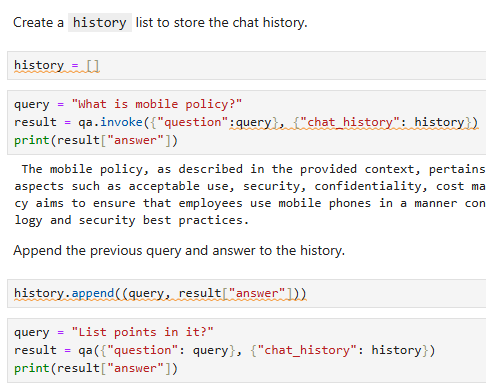 Create a history list to store the chat history.
history = []
query = "What is mobile policy?"
result = qa.invoke({"question":query}, {"chat_history": history})
print(result["answer"])
The mobile policy, as described in the provided context, pertains
aspects such as acceptable use, security, confidentiality, cost ma
cy aims to ensure that employees use mobile phones in a manner con
logy and security best practices.
Append the previous query and answer to the history.
history.append((query, result["answer"]))
query = "List points in it?"
result = qa({"question": query}, {"chat_history": history})
print(result["answer"])